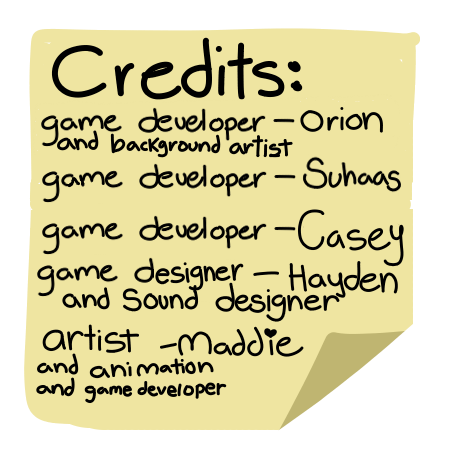 Credits:
game developer - Orion
and background artist
game developer - Suhaas
game developer - Casey
game designer - Hayden
and Sound designer
artist - Maddie
and animation
and game developer